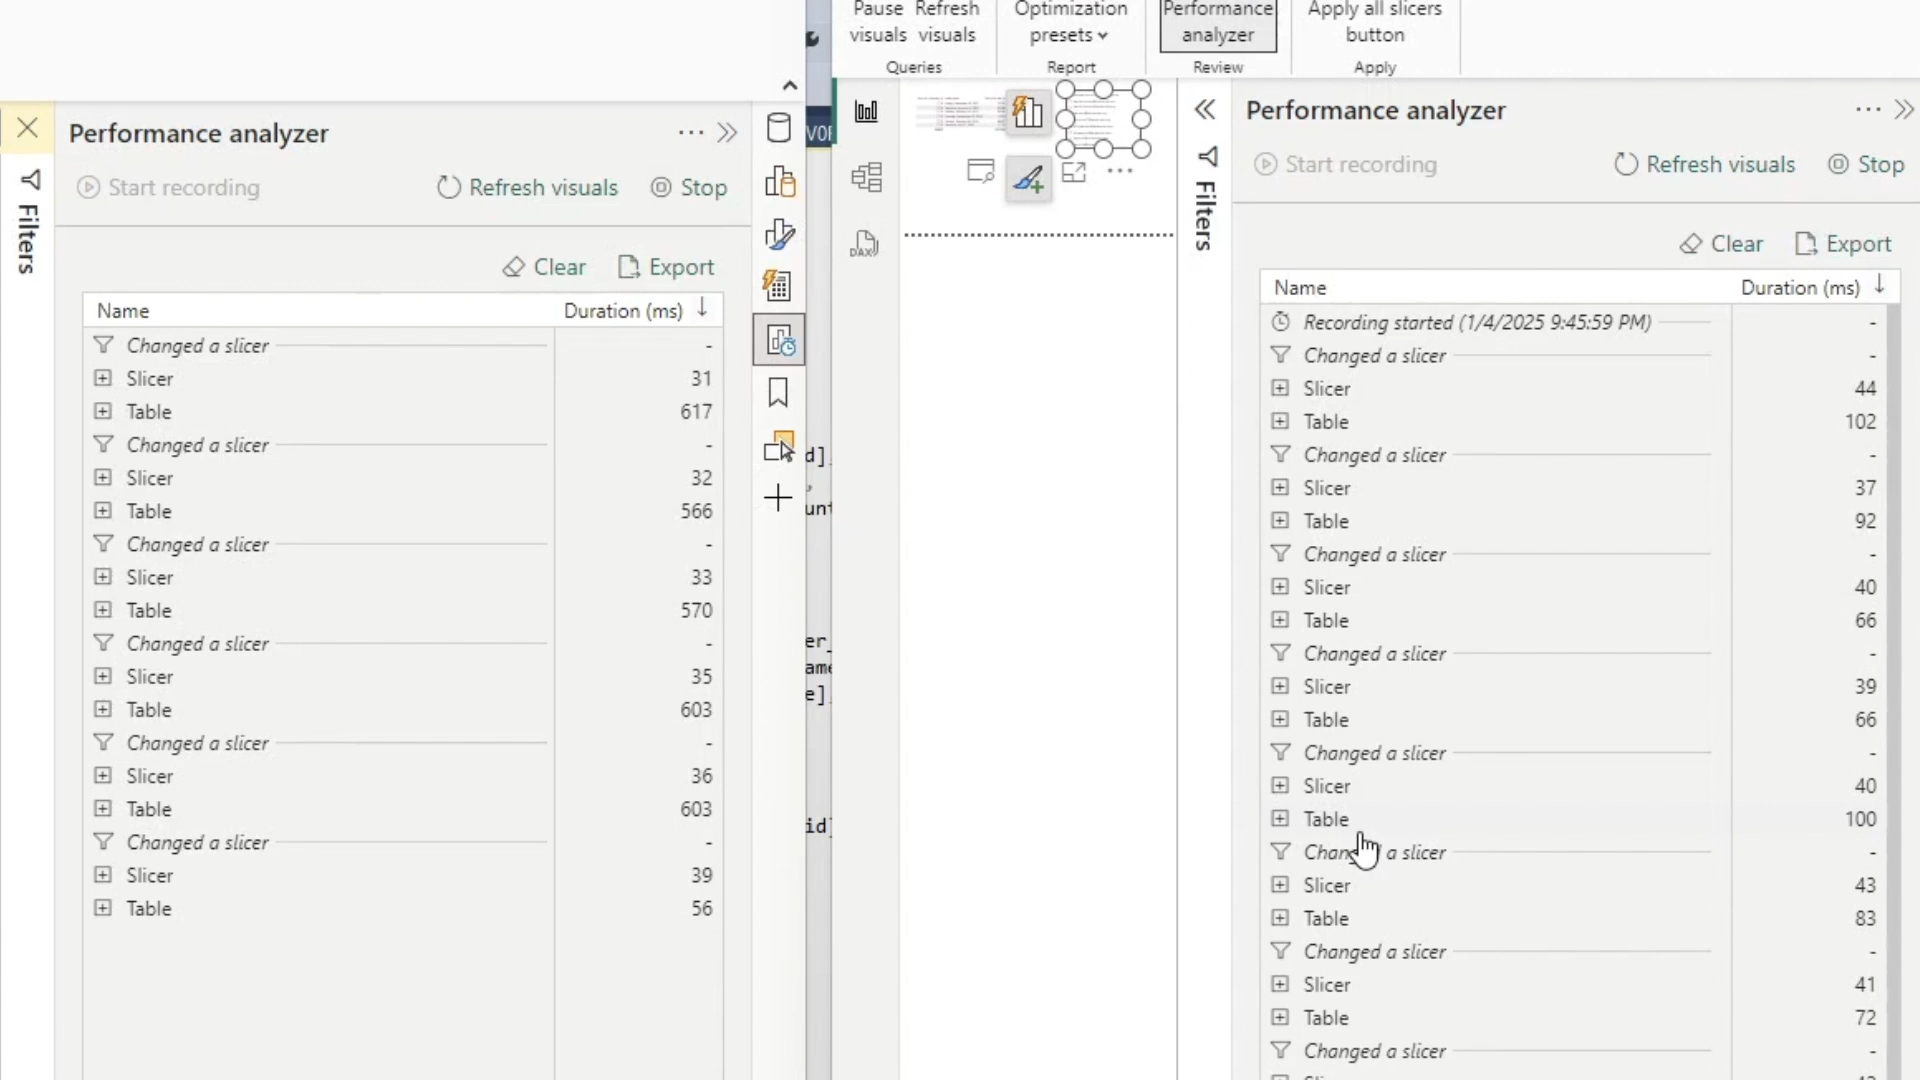 Pause Refresh
visuals visuals
Queries
Optimization
presets
Report
Performance
analyzer
Review
Apply all slicers
button
Apply
Filters
Performance analyzer
Start recording
Refresh visuals
Stop
Clear
Export
Name Duration (ms)
Changed a slicer -
Slicer 31
Table 617
Changed a slicer -
Slicer 32
Table 566
Changed a slicer -
Slicer 33
Table 570
Changed a slicer -
Slicer 35
Table 603
Changed a slicer -
Slicer 36
Table 603
Changed a slicer -
Slicer 39
Table 56
d],
unt
er_
ame
e],
id]
DAX
Filters
Performance analyzer
Start recording
Refresh visuals
Stop
Clear
Export
Name Duration (ms)
Recording started (1/4/2025 9:45:59 PM) -
Changed a slicer -
Slicer 44
Table 102
Changed a slicer -
Slicer 37
Table 92
Changed a slicer -
Slicer 40
Table 66
Changed a slicer -
Slicer 39
Table 66
Changed a slicer -
Slicer 40
Table 100
Changed a slicer -
Slicer 43
Table 83
Changed a slicer -
Slicer 41
Table 72
Changed a slicer -